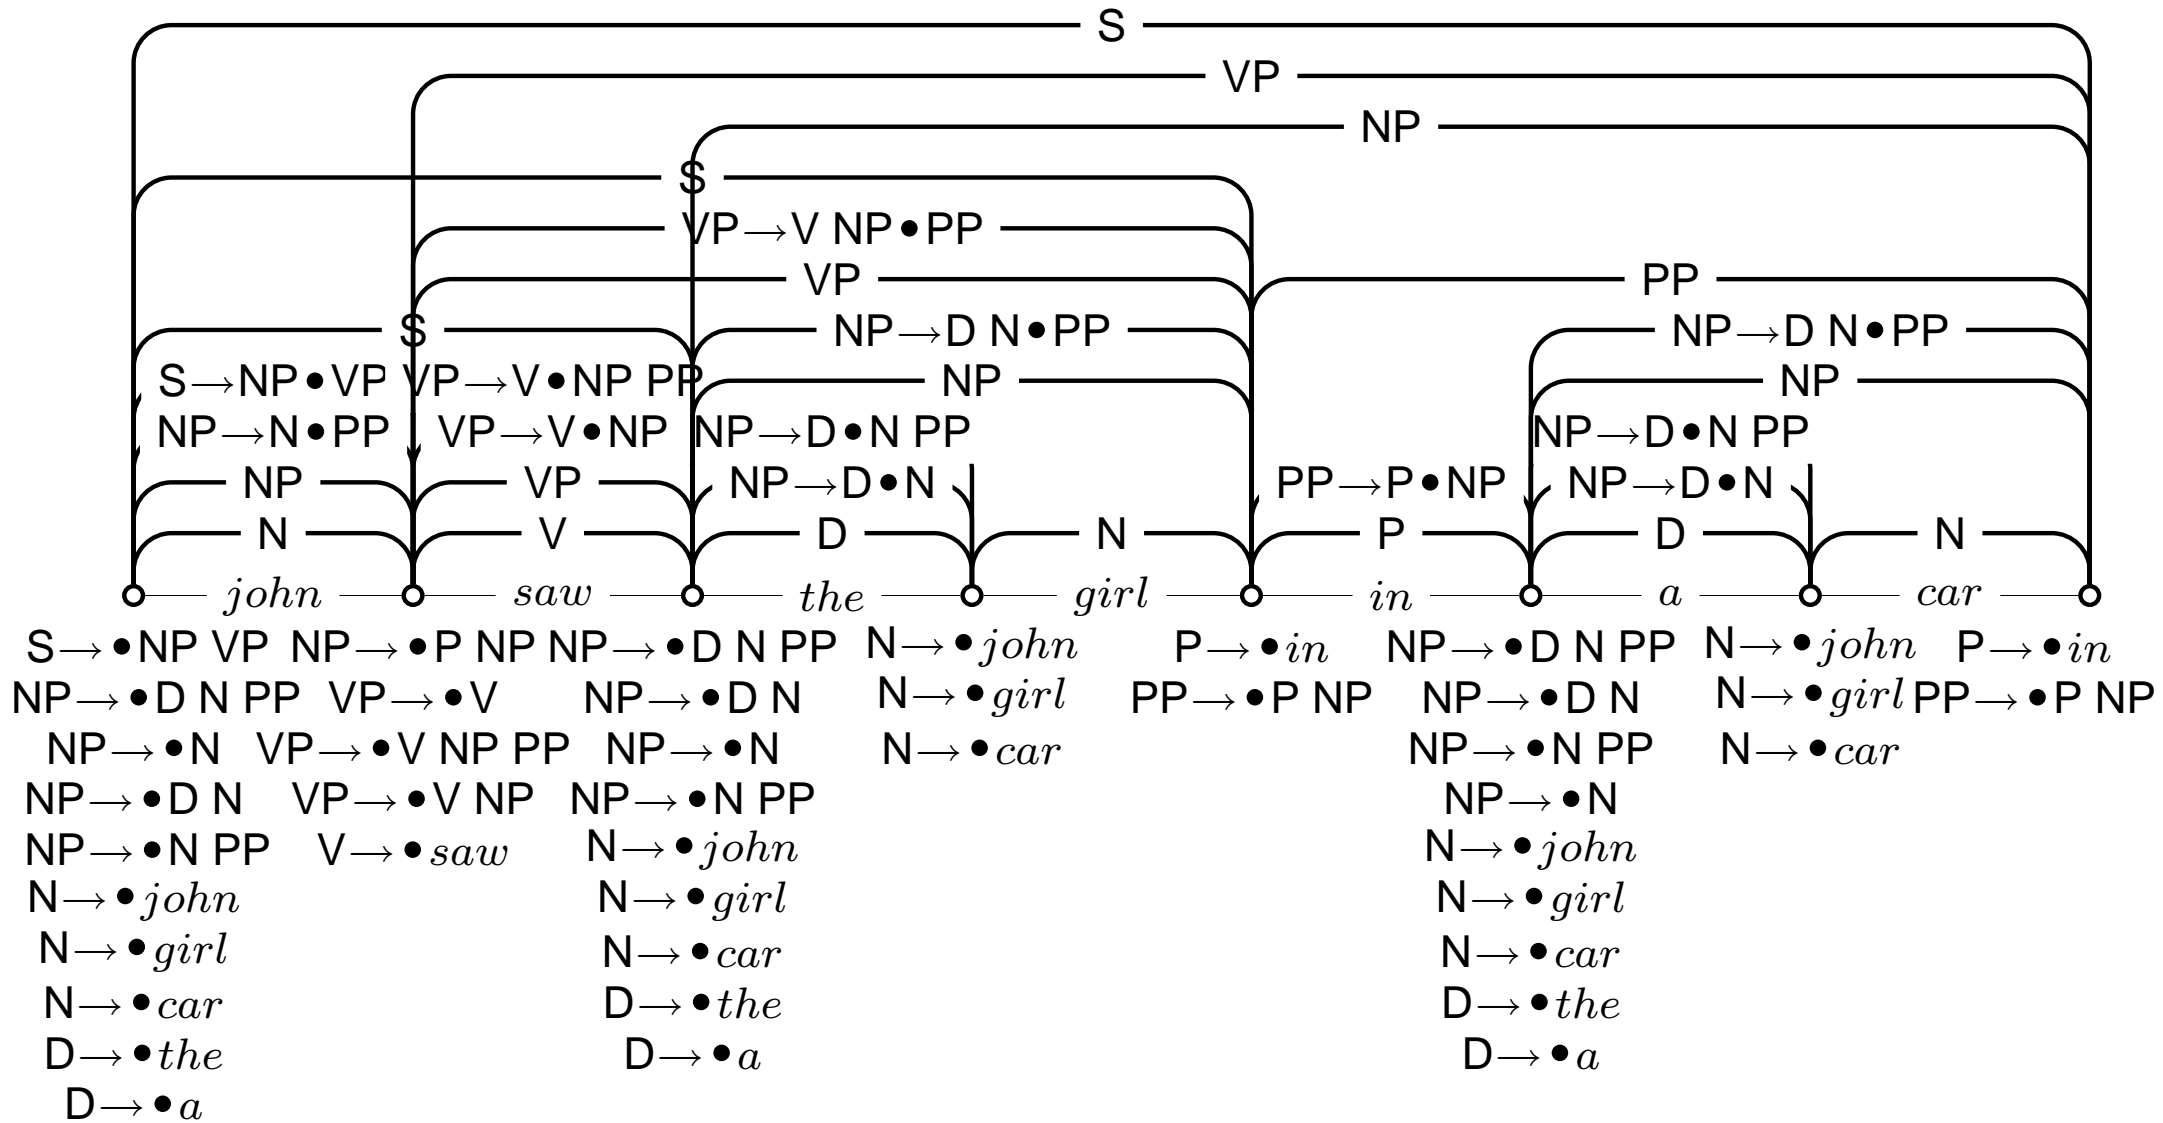 S
VP
NP
S
VP→V NP•PP
VP PP
S NP→D N•PP NP→D N•PP
S→NP•VP VP→V•NP PP NP NP
NP→N•PP VP→V•NP NP→D•N PP NP→D•N PP
NP VP NP→D•N PP→P•NP NP→D•N
N V D N P D N
john saw the girl in a car
S→•NP VP NP→•P NP NP→•D N PP N→•john P→•in NP→•D N PP N→•john P→•in
NP→•D N PP VP→•V NP→•D N N→•girl PP→•P NP NP→•D N N→•girl PP→•P NP
NP→•N VP→•V NP PP NP→•N N→•car NP→•N PP N→•car
NP→•D N VP→•V NP NP→•N PP NP→•N
NP→•N PP V→•saw N→•john N→•john
N→•john N→•girl N→•girl
N→•girl N→•car N→•car
N→•car D→•the D→•the
D→•the D→•a D→•a
D→•a